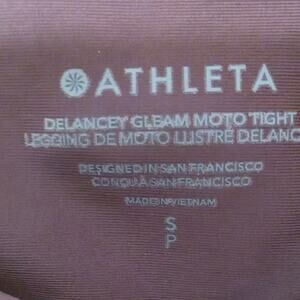 ATHLETA
DELANCEY GLEAM MOTO TIGHT
LEGGING DE MOTO LUSTRÉ DELANC
DESIGNED IN SAN FRANCISCO
CONÇU À SAN FRANCISCO
MADE IN/VIETNAM
S
P